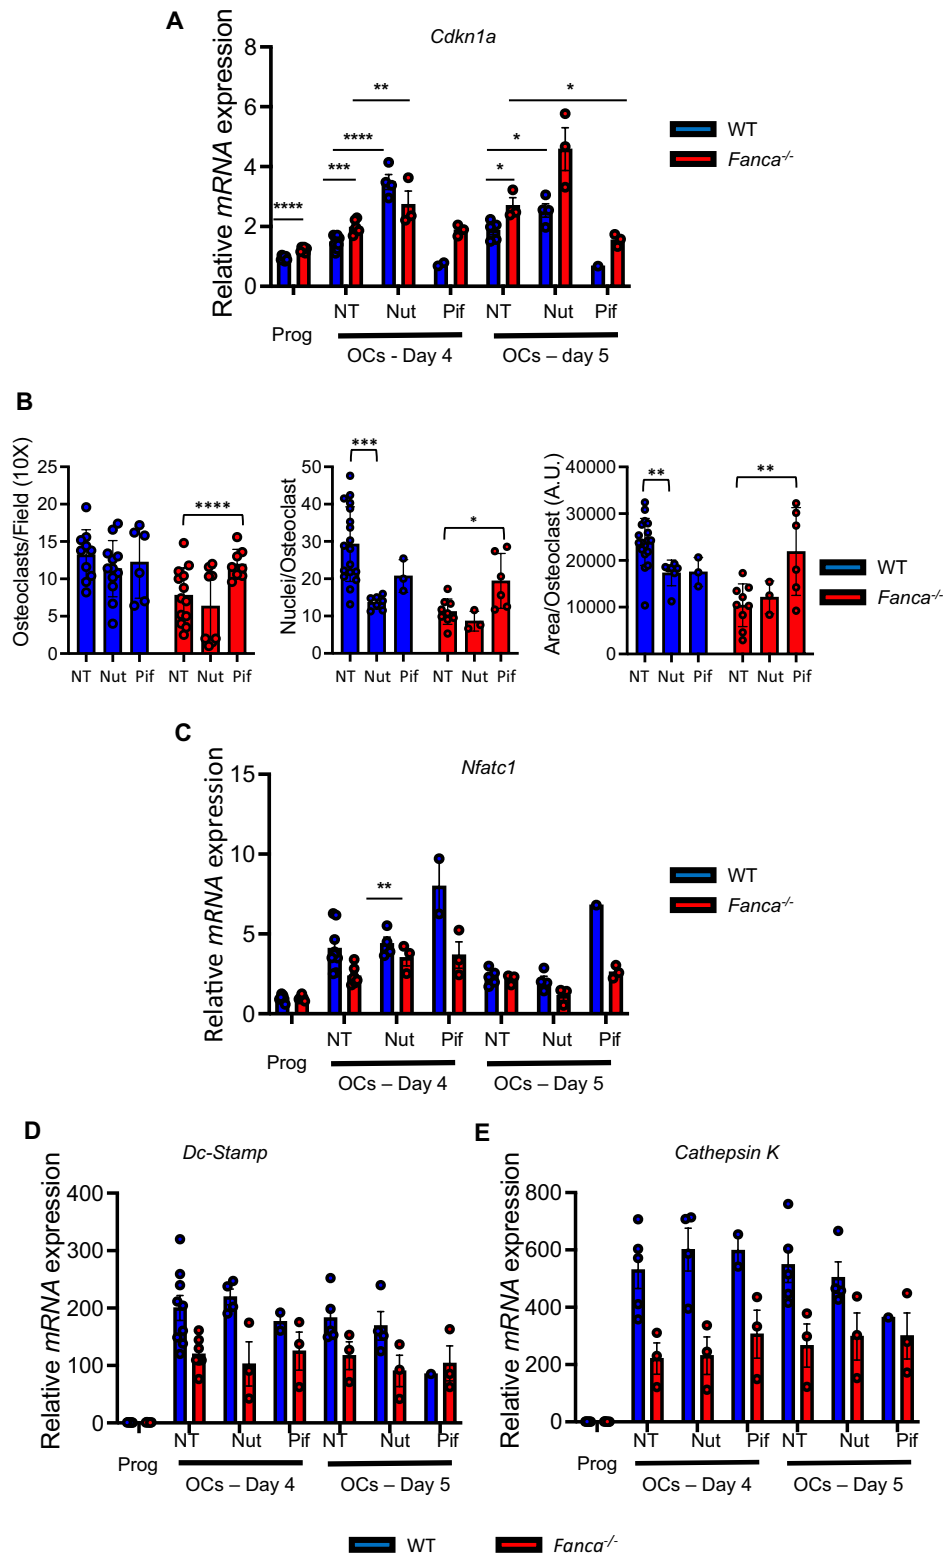 A
Cdkn1a
Relative mRNA expression
8
6
4
2
0
**
*
****
*
***
*
****
WT
Fanca-/-
NT Nut Pif NT Nut Pif
Prog
OCs - Day 4 OCs – day 5
B
Osteoclasts/Field (10X)
25
20
15
10
5
0
****
NT Nut Pif NT Nut Pif
Nuclei/Osteoclast
50
40
30
20
10
0
***
*
NT Nut Pif NT Nut Pif
Area/Osteoclast (A.U.)
40000
30000
20000
10000
0
**
**
NT Nut Pif NT Nut Pif
WT
Fanca-/-
C
Nfatc1
Relative mRNA expression
15
10
5
0
**
WT
Fanca-/-
NT Nut Pif NT Nut Pif
Prog
OCs – Day 4 OCs – Day 5
D
Dc-Stamp
Relative mRNA expression
400
300
200
100
0
NT Nut Pif NT Nut Pif
Prog
OCs – Day 4 OCs – Day 5
E
Cathepsin K
Relative mRNA expression
800
600
400
200
0
NT Nut Pif NT Nut Pif
Prog
OCs – Day 4 OCs – Day 5
WT Fanca-/-